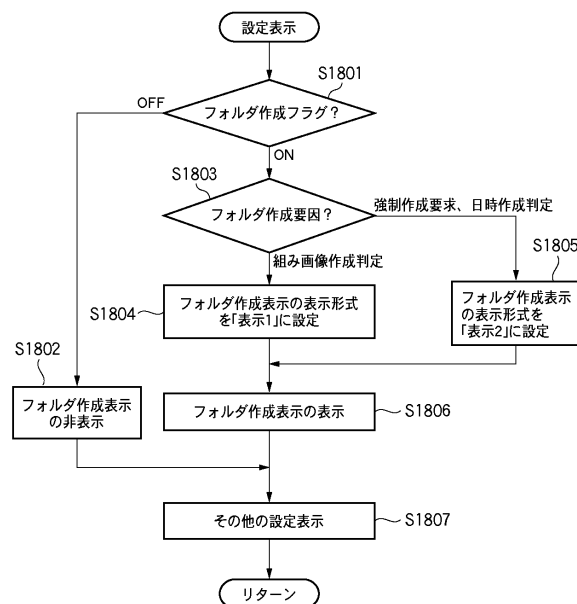 設定表示
S1801
フォルダ作成フラグ?
OFF
ON
S1803
フォルダ作成要因?
強制作成要求、日時作成判定
組み画像作成判定
S1805
フォルダ作成表示
の表示形式を
「表示2」に設定
S1804
フォルダ作成表示の表示形式
を「表示1」に設定
S1802
フォルダ作成表示
の非表示
フォルダ作成表示の表示
S1806
その他の設定表示
S1807
リターン